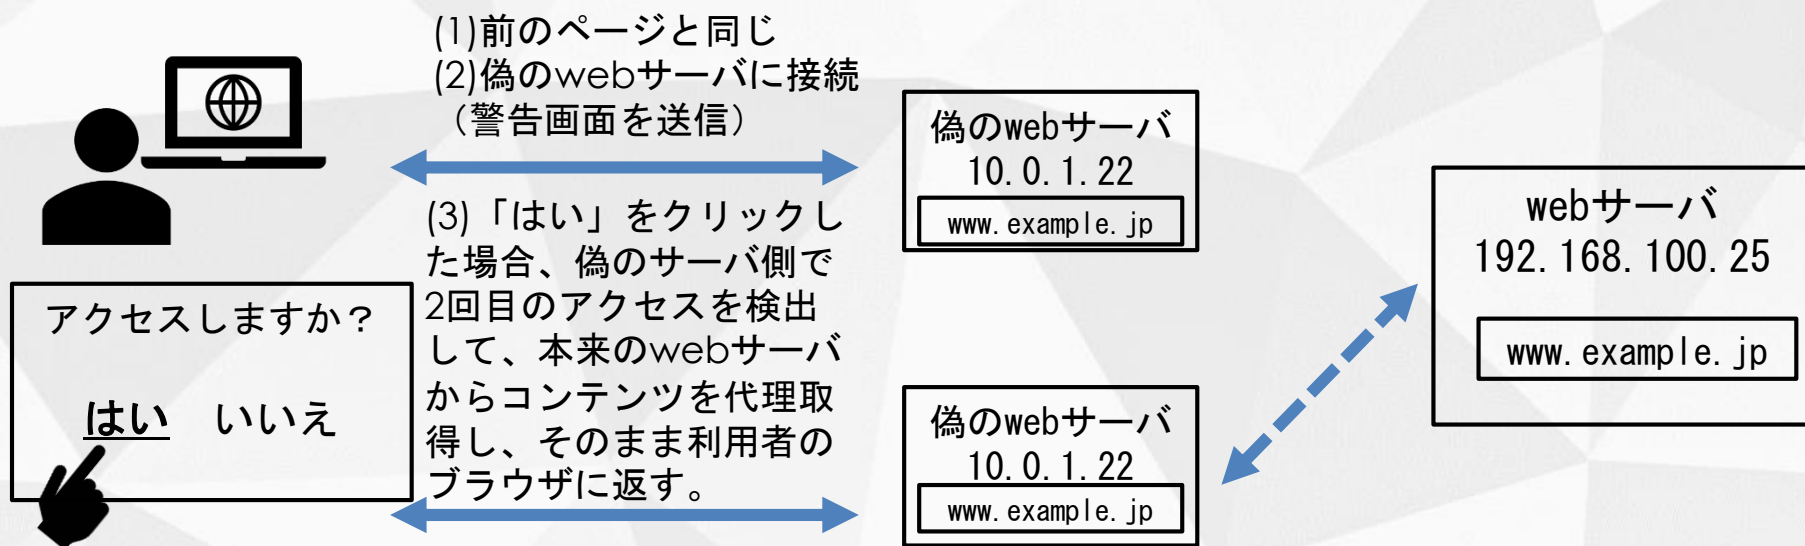 (1)前のページと同じ
(2)偽のwebサーバに接続
（警告画面を送信）
(3)「はい」をクリックし
た場合、偽のサーバ側で
2回目のアクセスを検出
して、本来のwebサーバ
からコンテンツを代理取
得し、そのまま利用者の
ブラウザに返す。
アクセスしますか？
はい　いいえ
偽のwebサーバ
10.0.1.22
www.example.jp
偽のwebサーバ
10.0.1.22
www.example.jp
webサーバ
192.168.100.25
www.example.jp